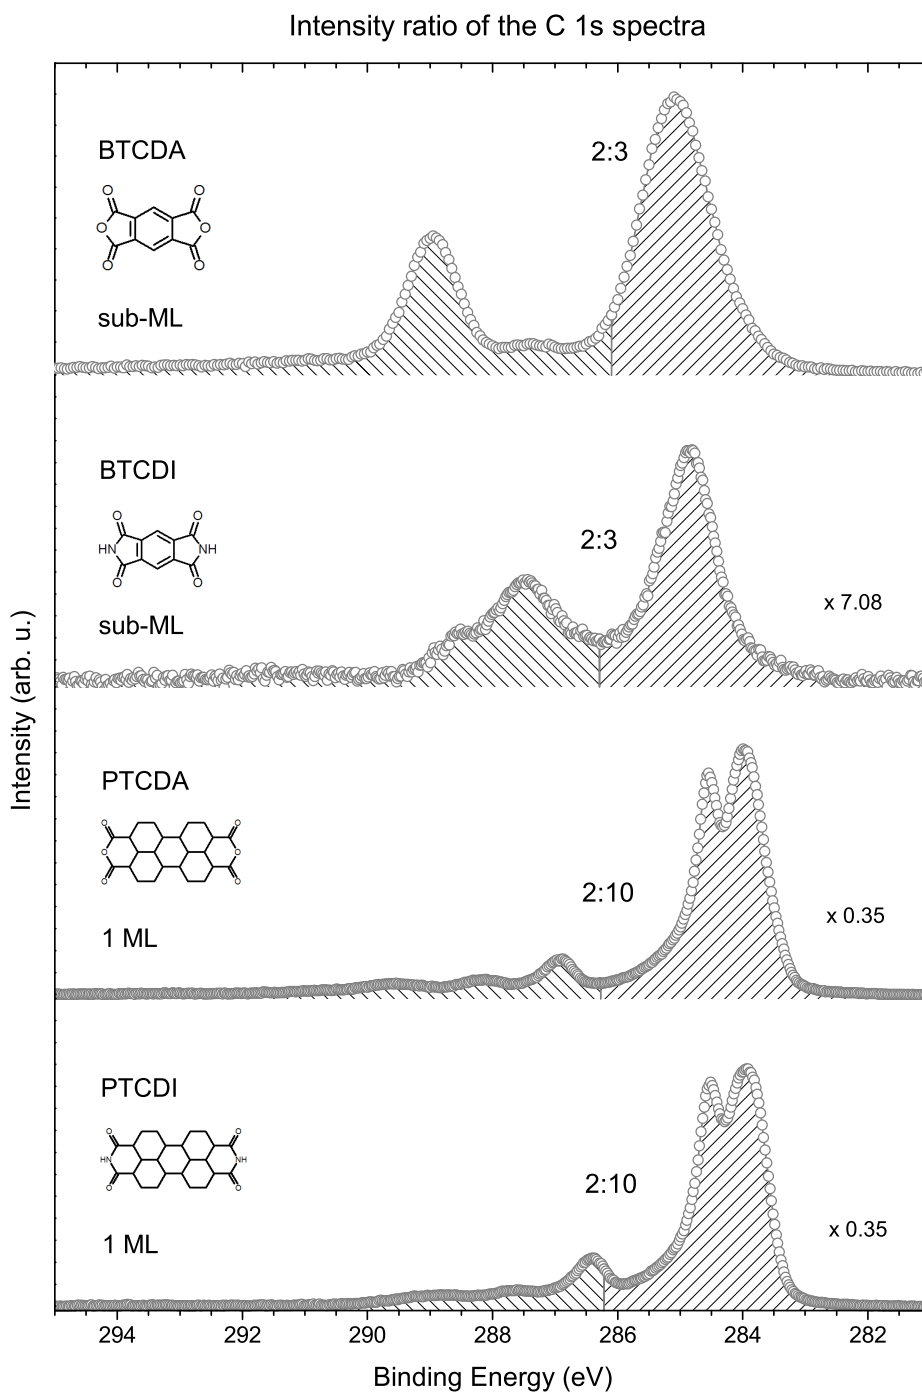 Intensity ratio of the C 1s spectra
BTCDA
2:3
O O
O O
O O
sub-ML
BTCDI
O O
HN NH
O O
2:3
x 7.08
sub-ML
PTCDA
O O
O O
O O
2:10
x 0.35
1 ML
PTCDI
O O
HN NH
O O
2:10
x 0.35
1 ML
Intensity (arb. u.)
294 292 290 288 286 284 282
Binding Energy (eV)